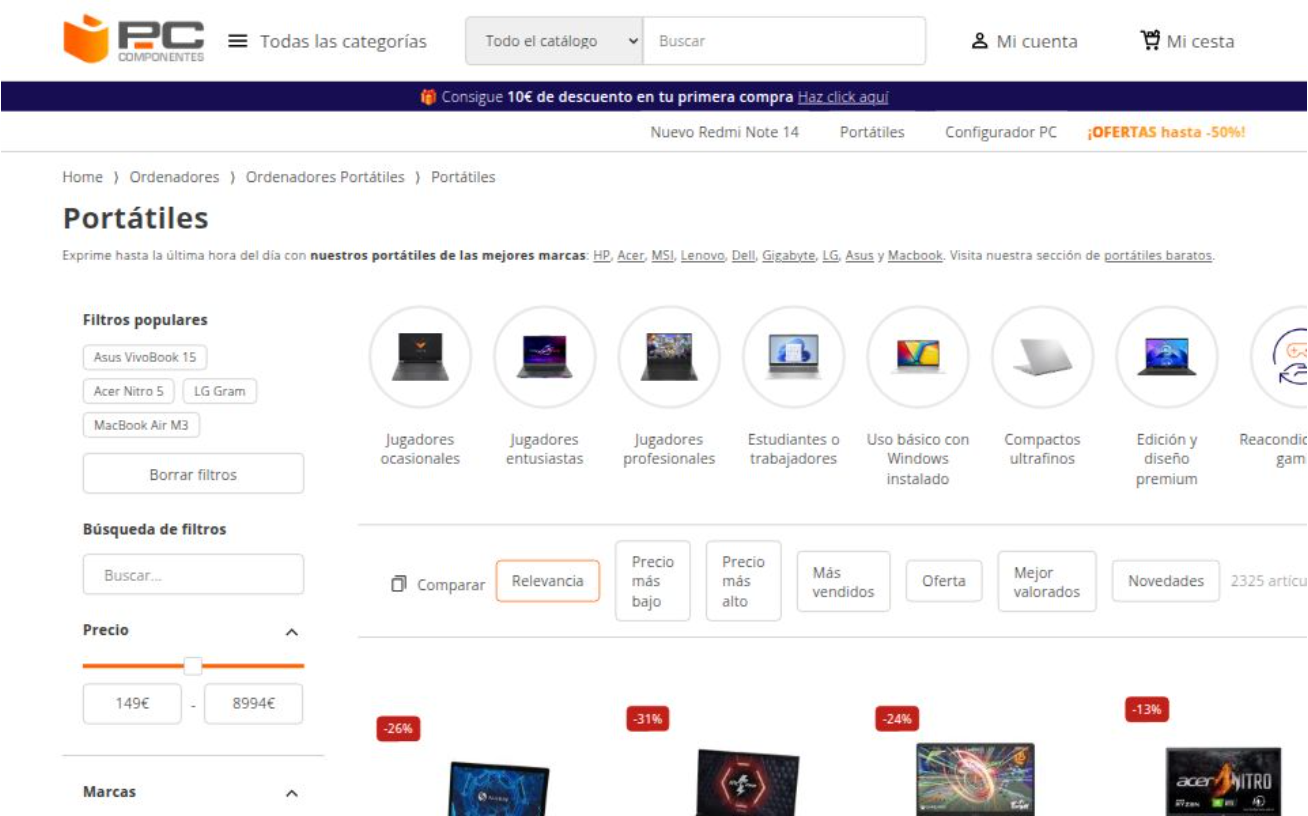 PC
COMPONENTES
Todas las categorías
Todo el catálogo
Buscar
Mi cuenta
Mi cesta
Consigue 10€ de descuento en tu primera compra Haz click aquí
Nuevo Redmi Note 14
Portátiles
Configurador PC
¡OFERTAS hasta -50%!
Home ⟩ Ordenadores ⟩ Ordenadores Portátiles ⟩ Portátiles
Portátiles
Exprime hasta la última hora del día con nuestros portátiles de las mejores marcas: HP, Acer, MSI, Lenovo, Dell, Gigabyte, LG, Asus y Macbook. Visita nuestra sección de portátiles baratos.
Filtros populares
Asus VivoBook 15
Acer Nitro 5
LG Gram
MacBook Air M3
Borrar filtros
Búsqueda de filtros
Buscar...
Precio
149€ - 8994€
Marcas
Jugadores
ocasionales
Jugadores
entusiastas
Jugadores
profesionales
Estudiantes o
trabajadores
Uso básico con
Windows
instalado
Compactos
ultrafinos
Edición y
diseño
premium
Reacondic
gam
Comparar
Relevancia
Precio
más
bajo
Precio
más
alto
Más
vendidos
Oferta
Mejor
valorados
Novedades
2325 artícu
-26%
-31%
-24%
-13%
acer NITRO
RYZEN